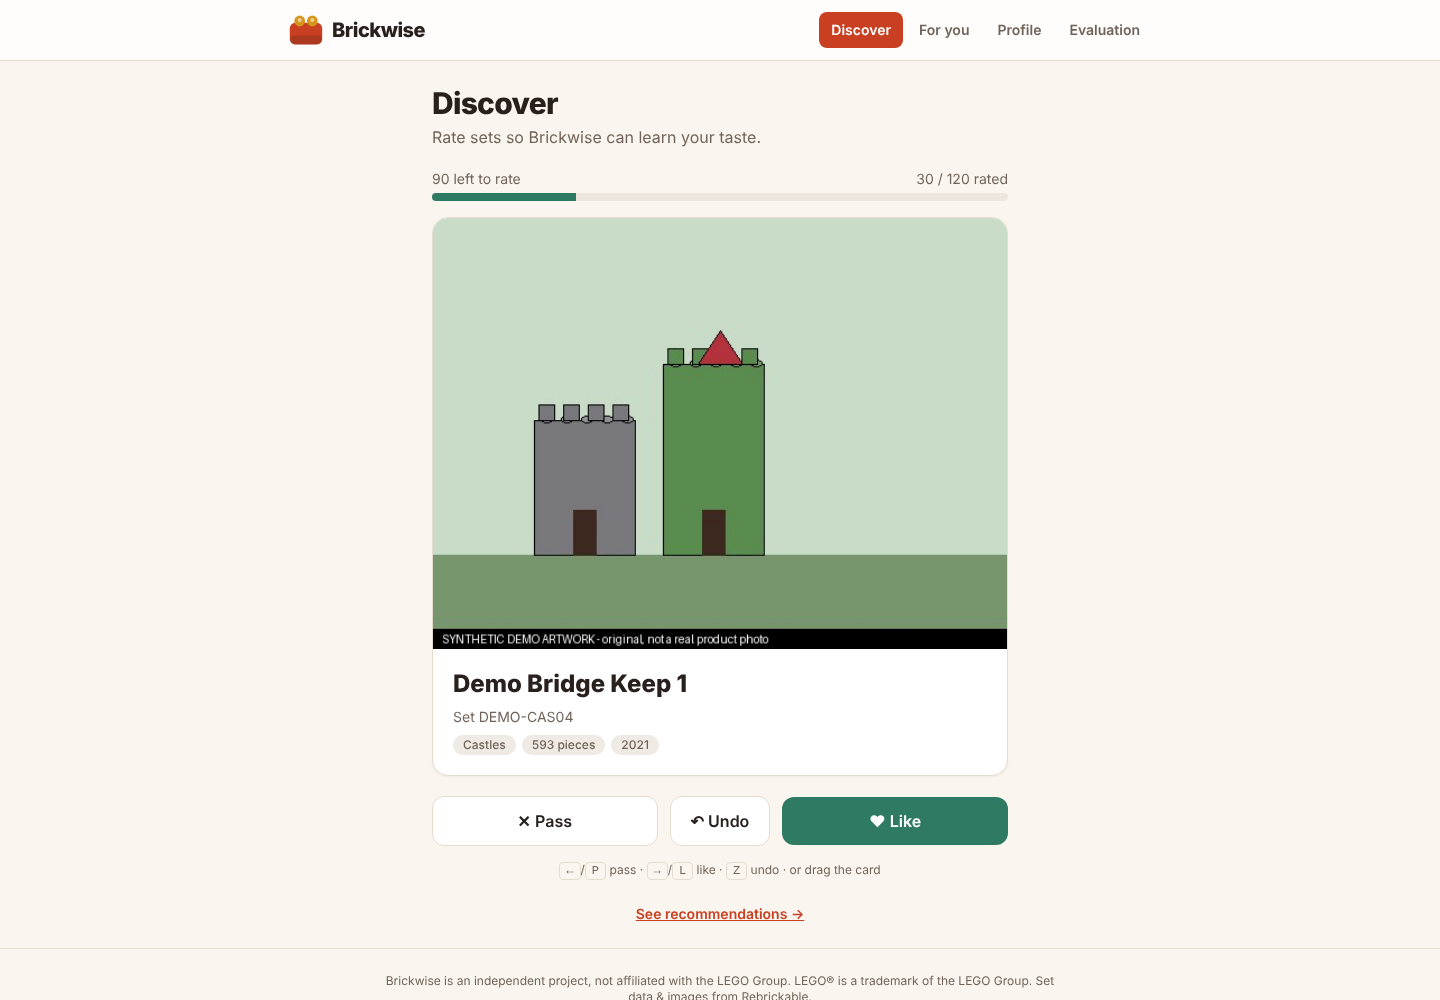 Brickwise
Discover
For you
Profile
Evaluation
Discover
Rate sets so Brickwise can learn your taste.
90 left to rate
30 / 120 rated
SYNTHETIC DEMO ARTWORK - original, not a real product photo
Demo Bridge Keep 1
Set DEMO-CAS04
Castles
593 pieces
2021
✕ Pass
↶ Undo
♥ Like
←/P pass · →/L like · Z undo · or drag the card
See recommendations →
Brickwise is an independent project, not affiliated with the LEGO Group. LEGO® is a trademark of the LEGO Group. Set
data & images from Rebrickable.